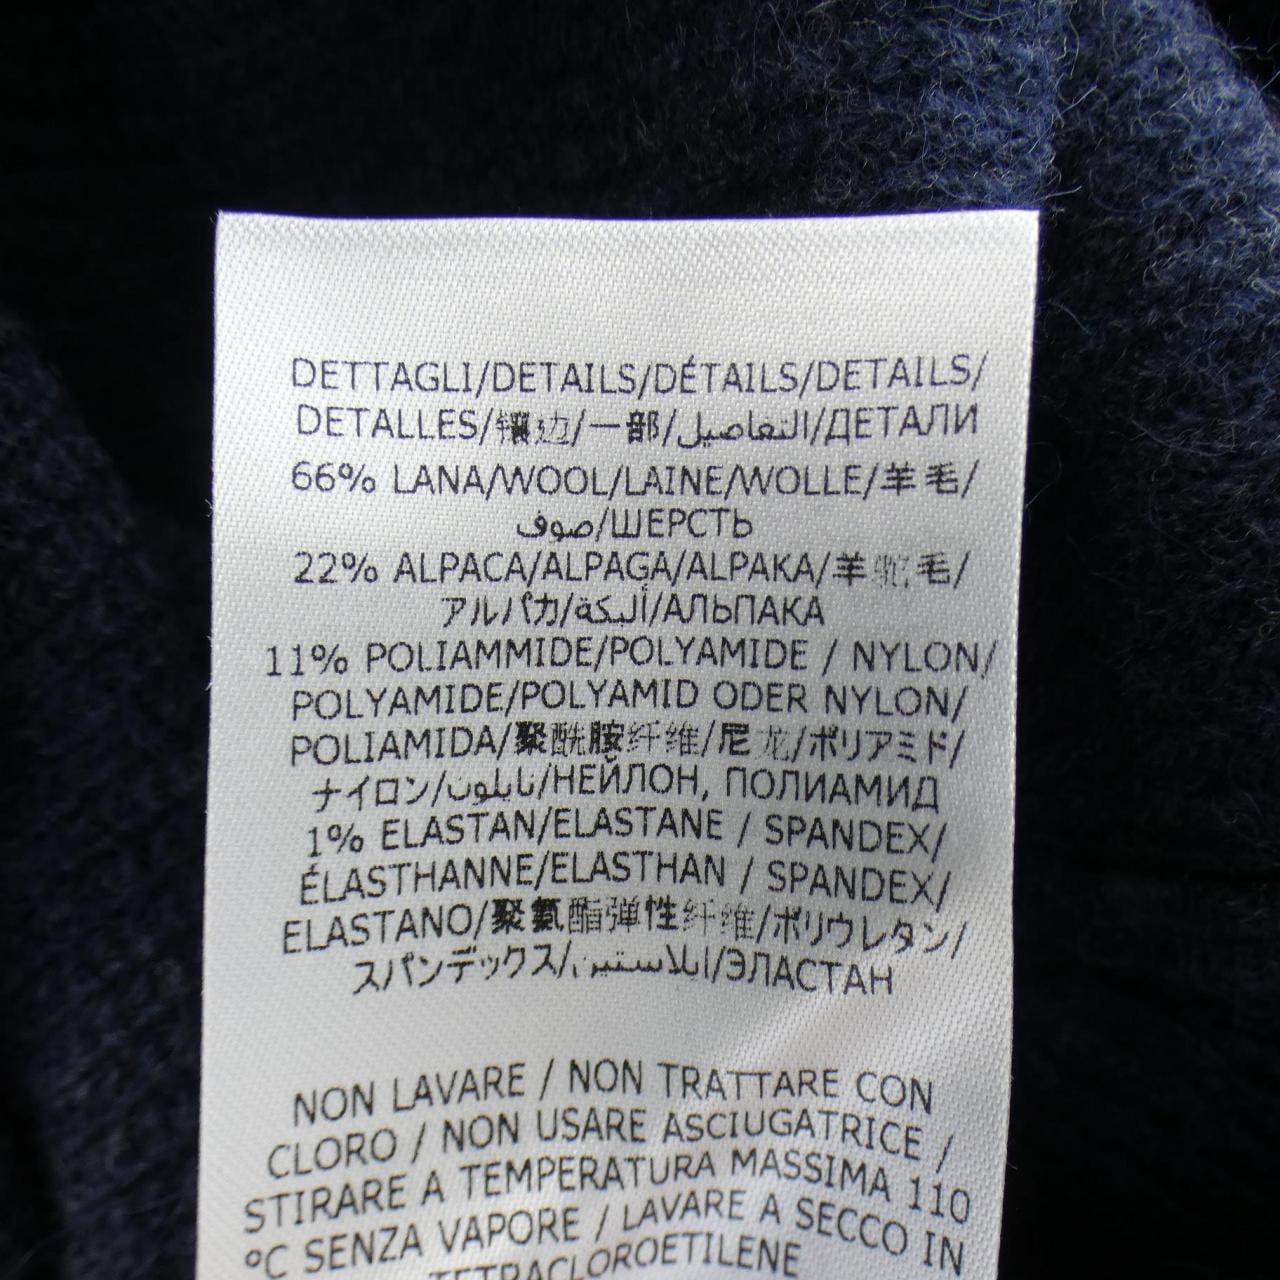 DETTAGLI/DETAILS/DÉTAILS/DETAILS/
DETALLES/镶边/一部/التفاصيل/ДЕТАЛИ
66% LANA/WOOL/LAINE/WOLLE/羊毛/
صوف/ШЕРСТЬ
22% ALPACA/ALPAGA/ALPAKA/羊驼毛/
アルパカ/ألبكة/АЛЬПАКА
11% POLIAMMIDE/POLYAMIDE / NYLON/
POLYAMIDE/POLYAMID ODER NYLON/
POLIAMIDA/聚酰胺纤维/尼龙/ポリアミド/
ナイロン/نايلون/НЕЙЛОН, ПОЛИАМИД
1% ELASTAN/ELASTANE / SPANDEX/
ÉLASTHANNE/ELASTHAN / SPANDEX/
ELASTANO/聚氨酯弹性纤维/ポリウレタン/
スパンデックス/ايلاستين/ЭЛАСТАН
NON LAVARE / NON TRATTARE CON
CLORO / NON USARE ASCIUGATRICE /
STIRARE A TEMPERATURA MASSIMA 110
°C SENZA VAPORE / LAVARE A SECCO IN
TETRACLOROETILENE